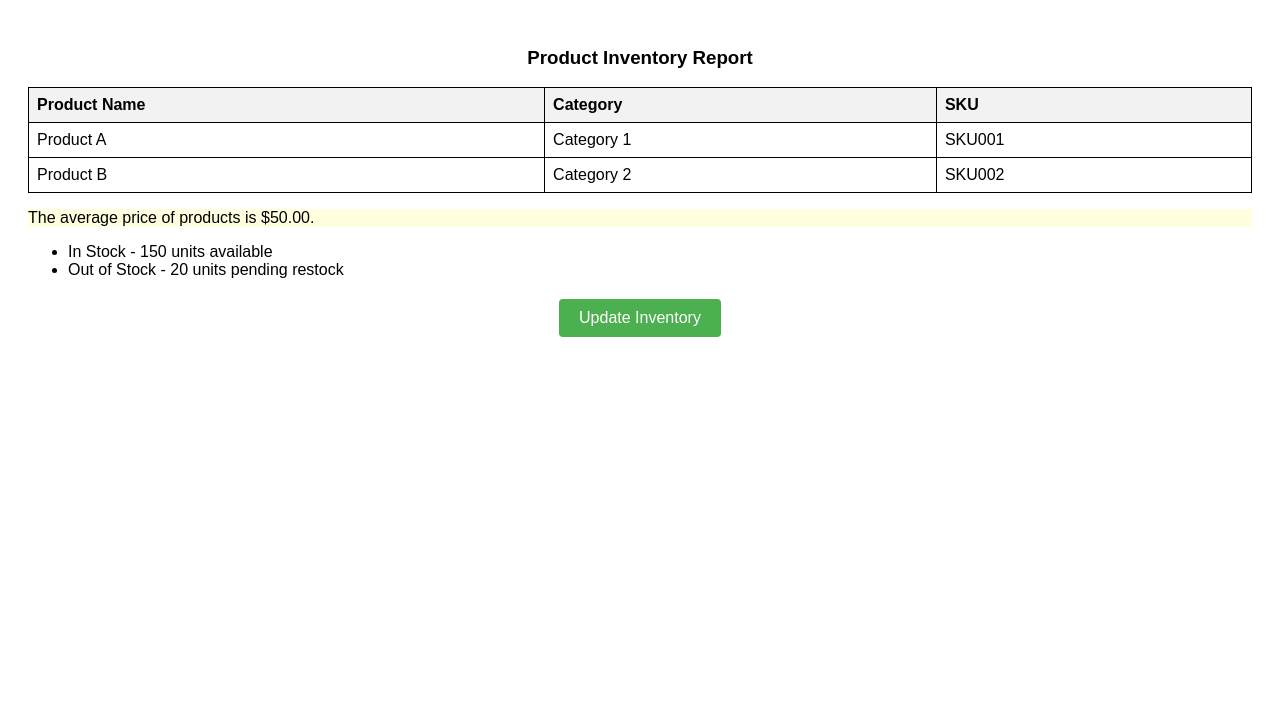 Product Inventory Report
Product Name Category SKU
Product A Category 1 SKU001
Product B Category 2 SKU002
The average price of products is $50.00.
In Stock - 150 units available
Out of Stock - 20 units pending restock
Update Inventory